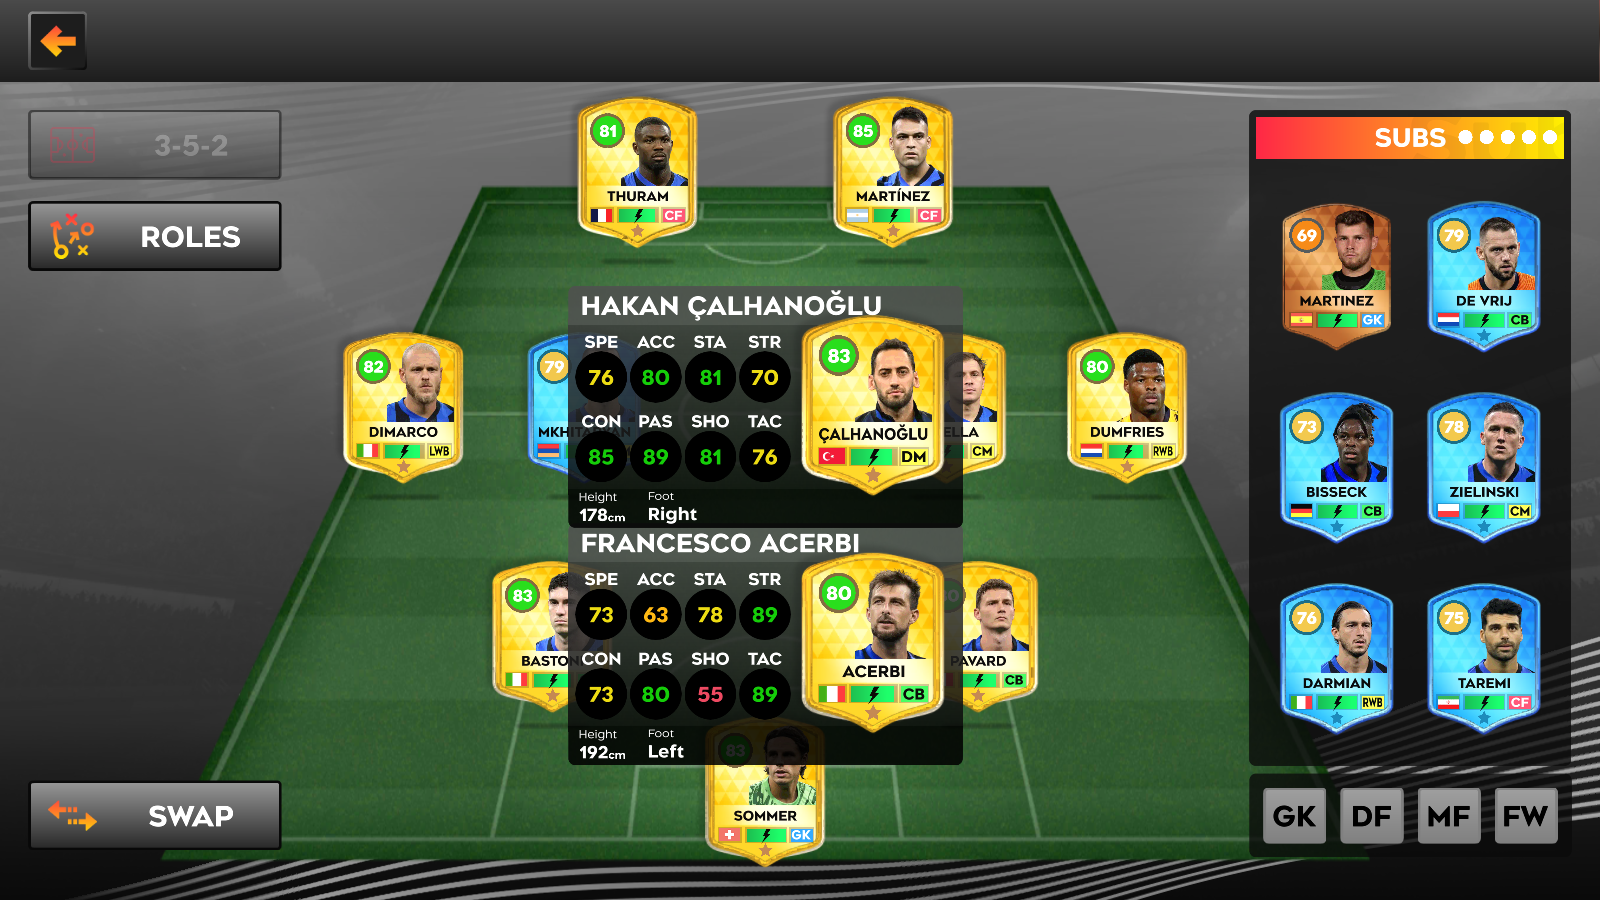 3-5-2
ROLES
81
THURAM
CF
85
MARTÍNEZ
CF
SUBS
69
MARTINEZ
GK
79
DE VRIJ
CB
82
DIMARCO
LWB
79
HAKAN ÇALHANOĞLU
SPE ACC STA STR
76 80 81 70
CON PAS SHO TAC
85 89 81 76
Height Foot
178cm Right
83
ÇALHANOĞLU
DM
ELLA
CM
80
DUMFRIES
RWB
73
BISSECK
CB
78
ZIELINSKI
CM
83
BASTON
FRANCESCO ACERBI
SPE ACC STA STR
73 63 78 89
CON PAS SHO TAC
73 80 55 89
Height Foot
192cm Left
80
ACERBI
CB
PAVARD
CB
76
DARMIAN
RWB
75
TAREMI
CF
83
SOMMER
GK
SWAP
GK DF MF FW